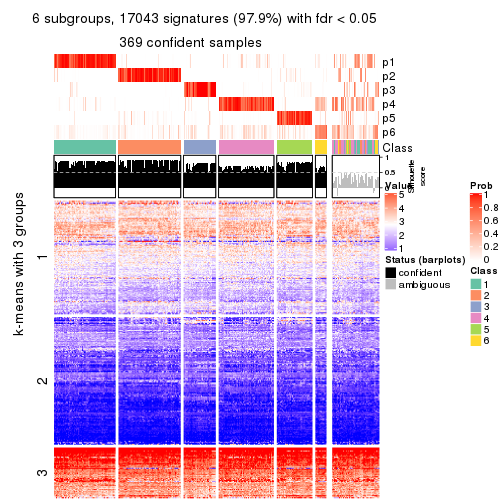 6 subgroups, 17043 signatures (97.9%) with fdr < 0.05
369 confident samples
p1
p2
p3
p4
p5
p6
Class
1
0.5
0
Silhouette
score
k-means with 3 groups
1
2
3
Value
5
4
3
2
1
Status (barplots)
confident
ambiguous
Prob
1
0.8
0.6
0.4
0.2
0
Class
1
2
3
4
5
6